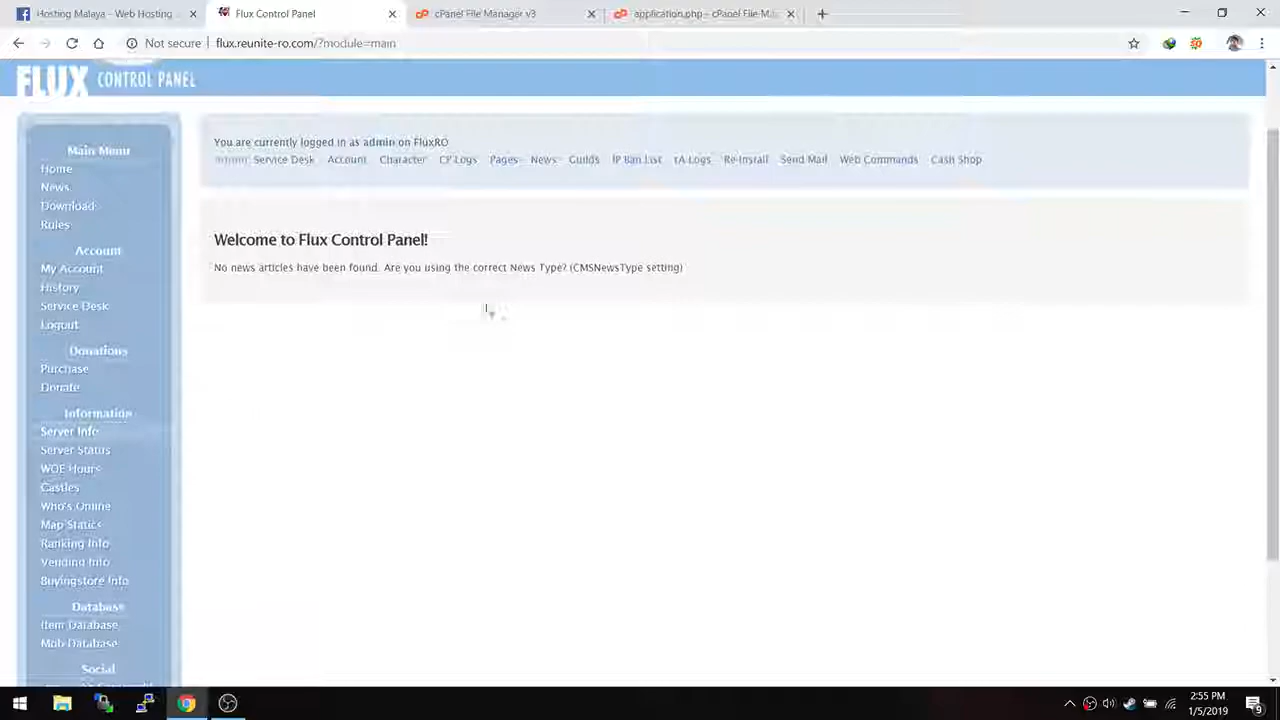 Hosting Malaya – Web Hosting
Flux Control Panel
cPanel File Manager v3
application.php – cPanel File Ma
Not secure
flux.reunite-ro.com/?module=main
FLUX CONTROL PANEL
Main Menu
Home
News
Download
Rules
Account
My Account
History
Service Desk
Logout
Donations
Purchase
Donate
Information
Server Info
Server Status
WOE Hours
Castles
Who's Online
Map Statics
Ranking Info
Vending Info
Buyingstore Info
Database
Item Database
Mob Database
Social
You are currently logged in as admin on FluxRO
Service Desk Account Character CP Logs Pages News Guilds IP Ban List rA Logs Re-Install Send Mail Web Commands Cash Shop
Welcome to Flux Control Panel!
No news articles have been found. Are you using the correct News Type? (CMSNewsType setting)
2:55 PM
1/5/2019
9